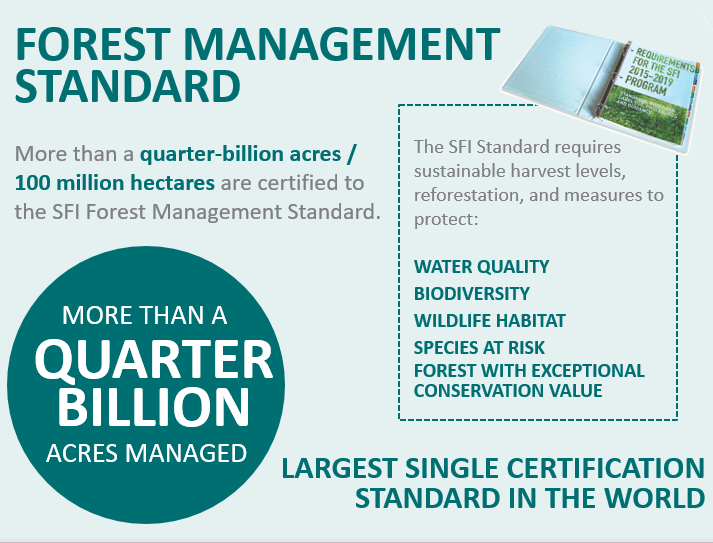 FOREST MANAGEMENT
STANDARD
More than a quarter-billion acres /
100 million hectares are certified to
the SFI Forest Management Standard.
MORE THAN A
QUARTER
BILLION
ACRES MANAGED
- REQUIREMENTS
FOR THE SFI
2015-2019
- PROGRAM
The SFI Standard requires
sustainable harvest levels,
reforestation, and measures to
protect:
WATER QUALITY
BIODIVERSITY
WILDLIFE HABITAT
SPECIES AT RISK
FOREST WITH EXCEPTIONAL
CONSERVATION VALUE
LARGEST SINGLE CERTIFICATION
STANDARD IN THE WORLD